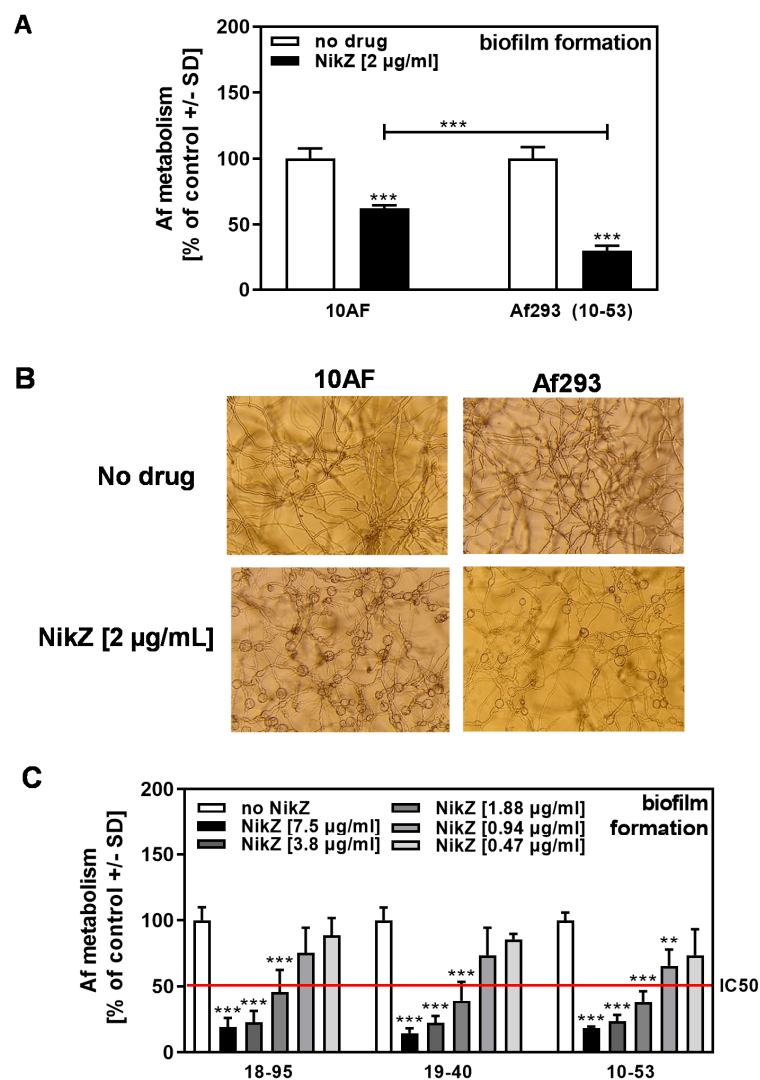 A
200
150
100
50
0
Af metabolism
[% of control +/- SD]
no drug
NikZ [2 µg/ml]
biofilm formation
***
***
***
10AF
Af293 (10-53)
B
10AF
Af293
No drug
NikZ [2 µg/mL]
C
200
150
100
50
0
Af metabolism
[% of control +/- SD]
no NikZ
NikZ [7.5 µg/ml]
NikZ [3.8 µg/ml]
NikZ [1.88 µg/ml]
NikZ [0.94 µg/ml]
NikZ [0.47 µg/ml]
biofilm
formation
*** *** ***
*** *** ***
*** *** *** **
IC50
18-95
19-40
10-53